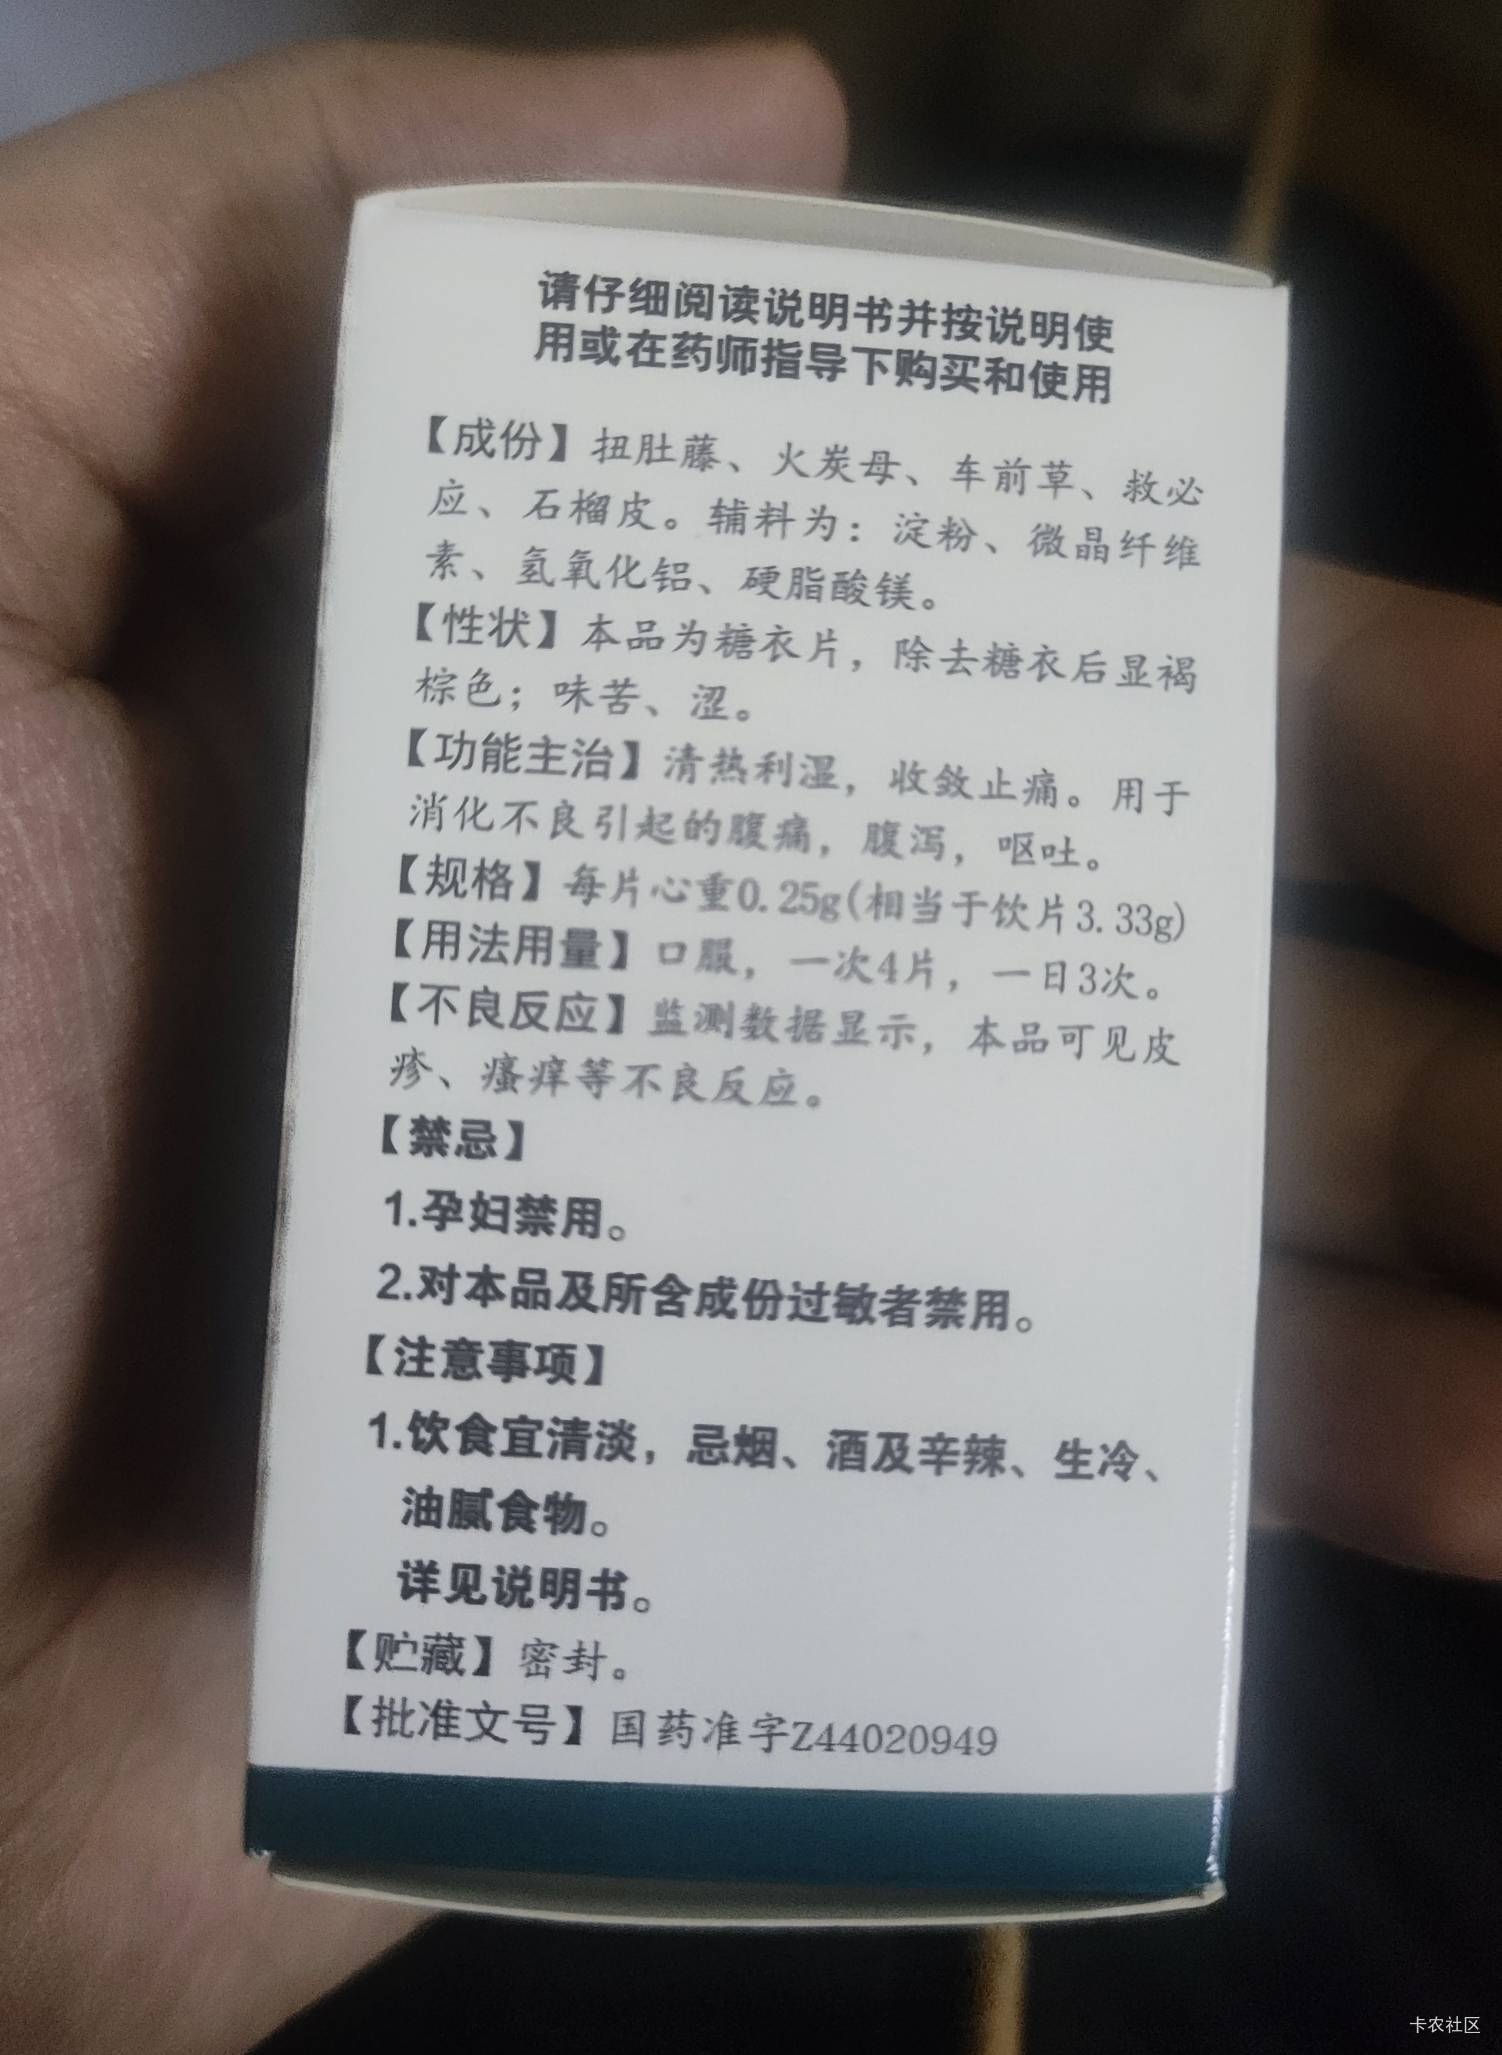 请仔细阅读说明书并按说明使
用或在药师指导下购买和使用
【成份】扭肚藤、火炭母、车前草、救必
应、石榴皮。辅料为：淀粉、微晶纤维
素、氢氧化铝、硬脂酸镁。
【性状】本品为糖衣片，除去糖衣后显褐
棕色；味苦、涩。
【功能主治】清热利湿，收敛止痛。用于
消化不良引起的腹痛，腹泻，呕吐。
【规格】每片心重0.25g(相当于饮片3.33g)
【用法用量】口服，一次4片，一日3次。
【不良反应】监测数据显示，本品可见皮
疹、瘙痒等不良反应。
【禁忌】
1.孕妇禁用。
2.对本品及所含成份过敏者禁用。
【注意事项】
1.饮食宜清淡，忌烟、酒及辛辣、生冷、
油腻食物。
详见说明书。
【贮藏】密封。
【批准文号】国药准字Z44020949
卡农社区